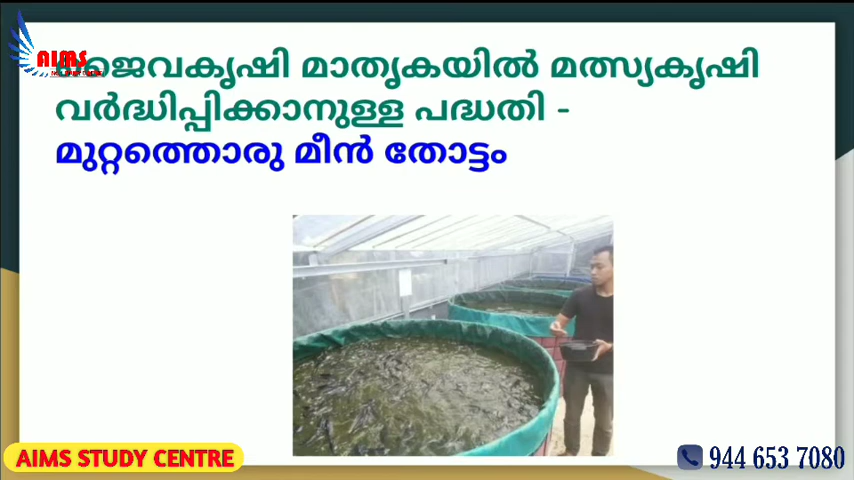 AIMS
ജൈവകൃഷി മാതൃകയിൽ മത്സ്യകൃഷി
വർദ്ധിപ്പിക്കാനുള്ള പദ്ധതി -
മുറ്റത്തൊരു മീൻ തോട്ടം
AIMS STUDY CENTRE
944 653 7080